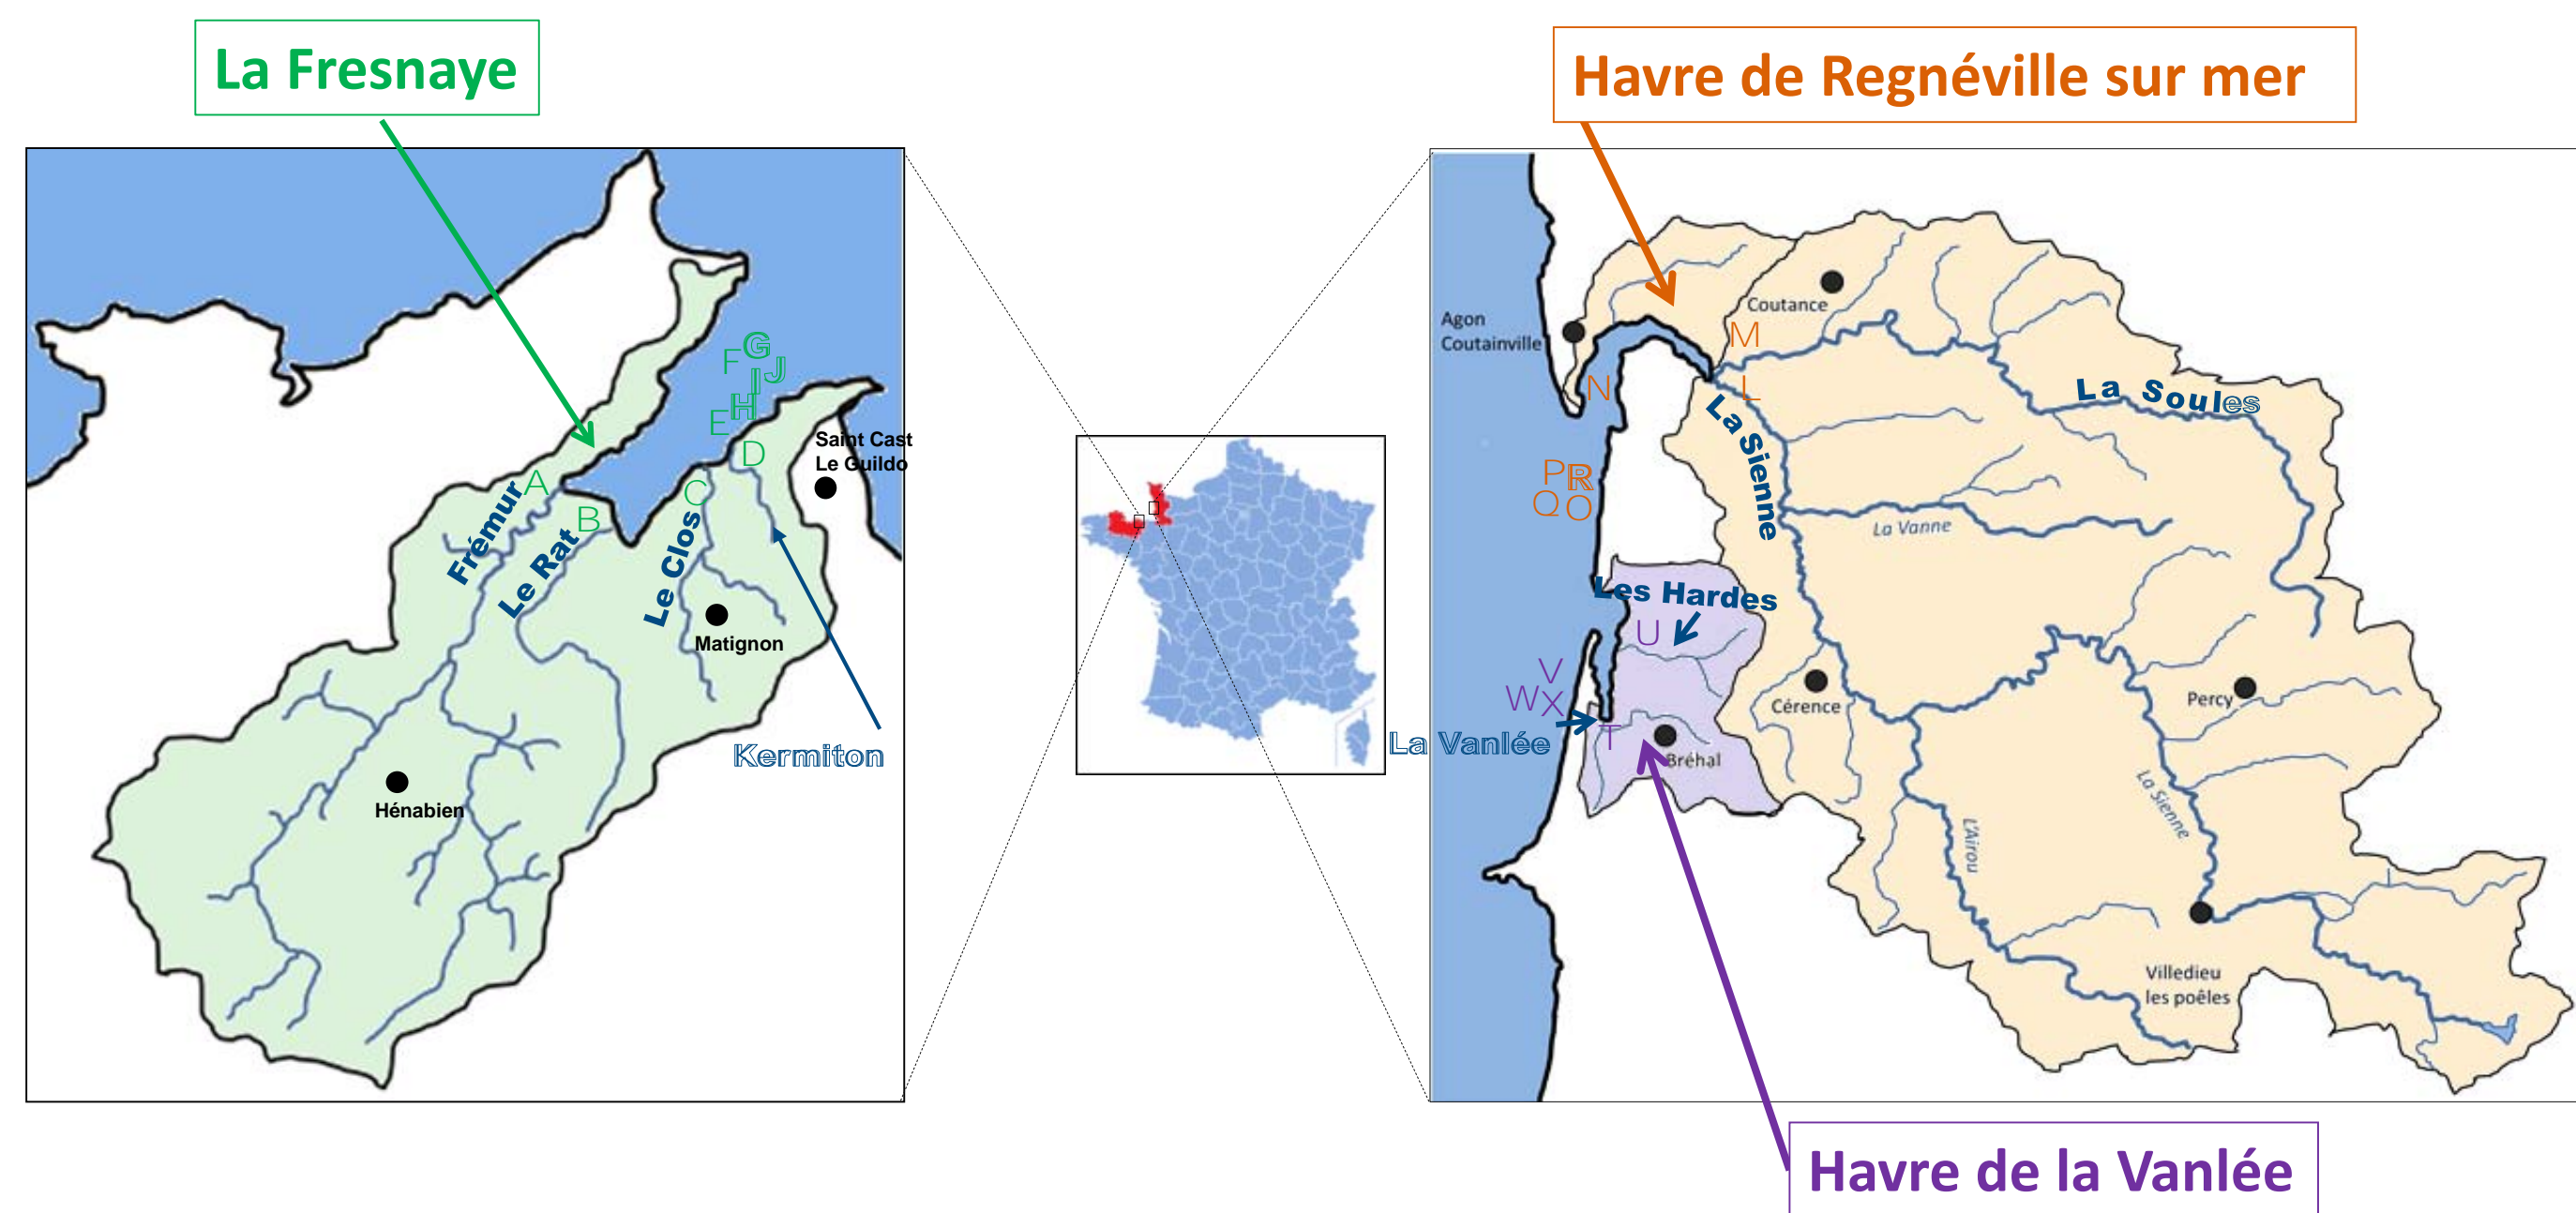 La Fresnaye
Havre de Regnéville sur mer
F
G
J
I
H
E
D
C
A
B
Saint Cast
Le Guildo
Frémur
Le Rat
Le Clos
Matignon
Kermiton
Hénabien
Agon
Coutainville
Coutance
M
N
L
La Soules
La Sienne
P
R
Q
O
La Vanne
Les Hardes
U
V
W
X
T
La Vanlée
Bréhal
Cérence
Percy
La Sienne
L'Airou
Villedieu
les poêles
Havre de la Vanlée